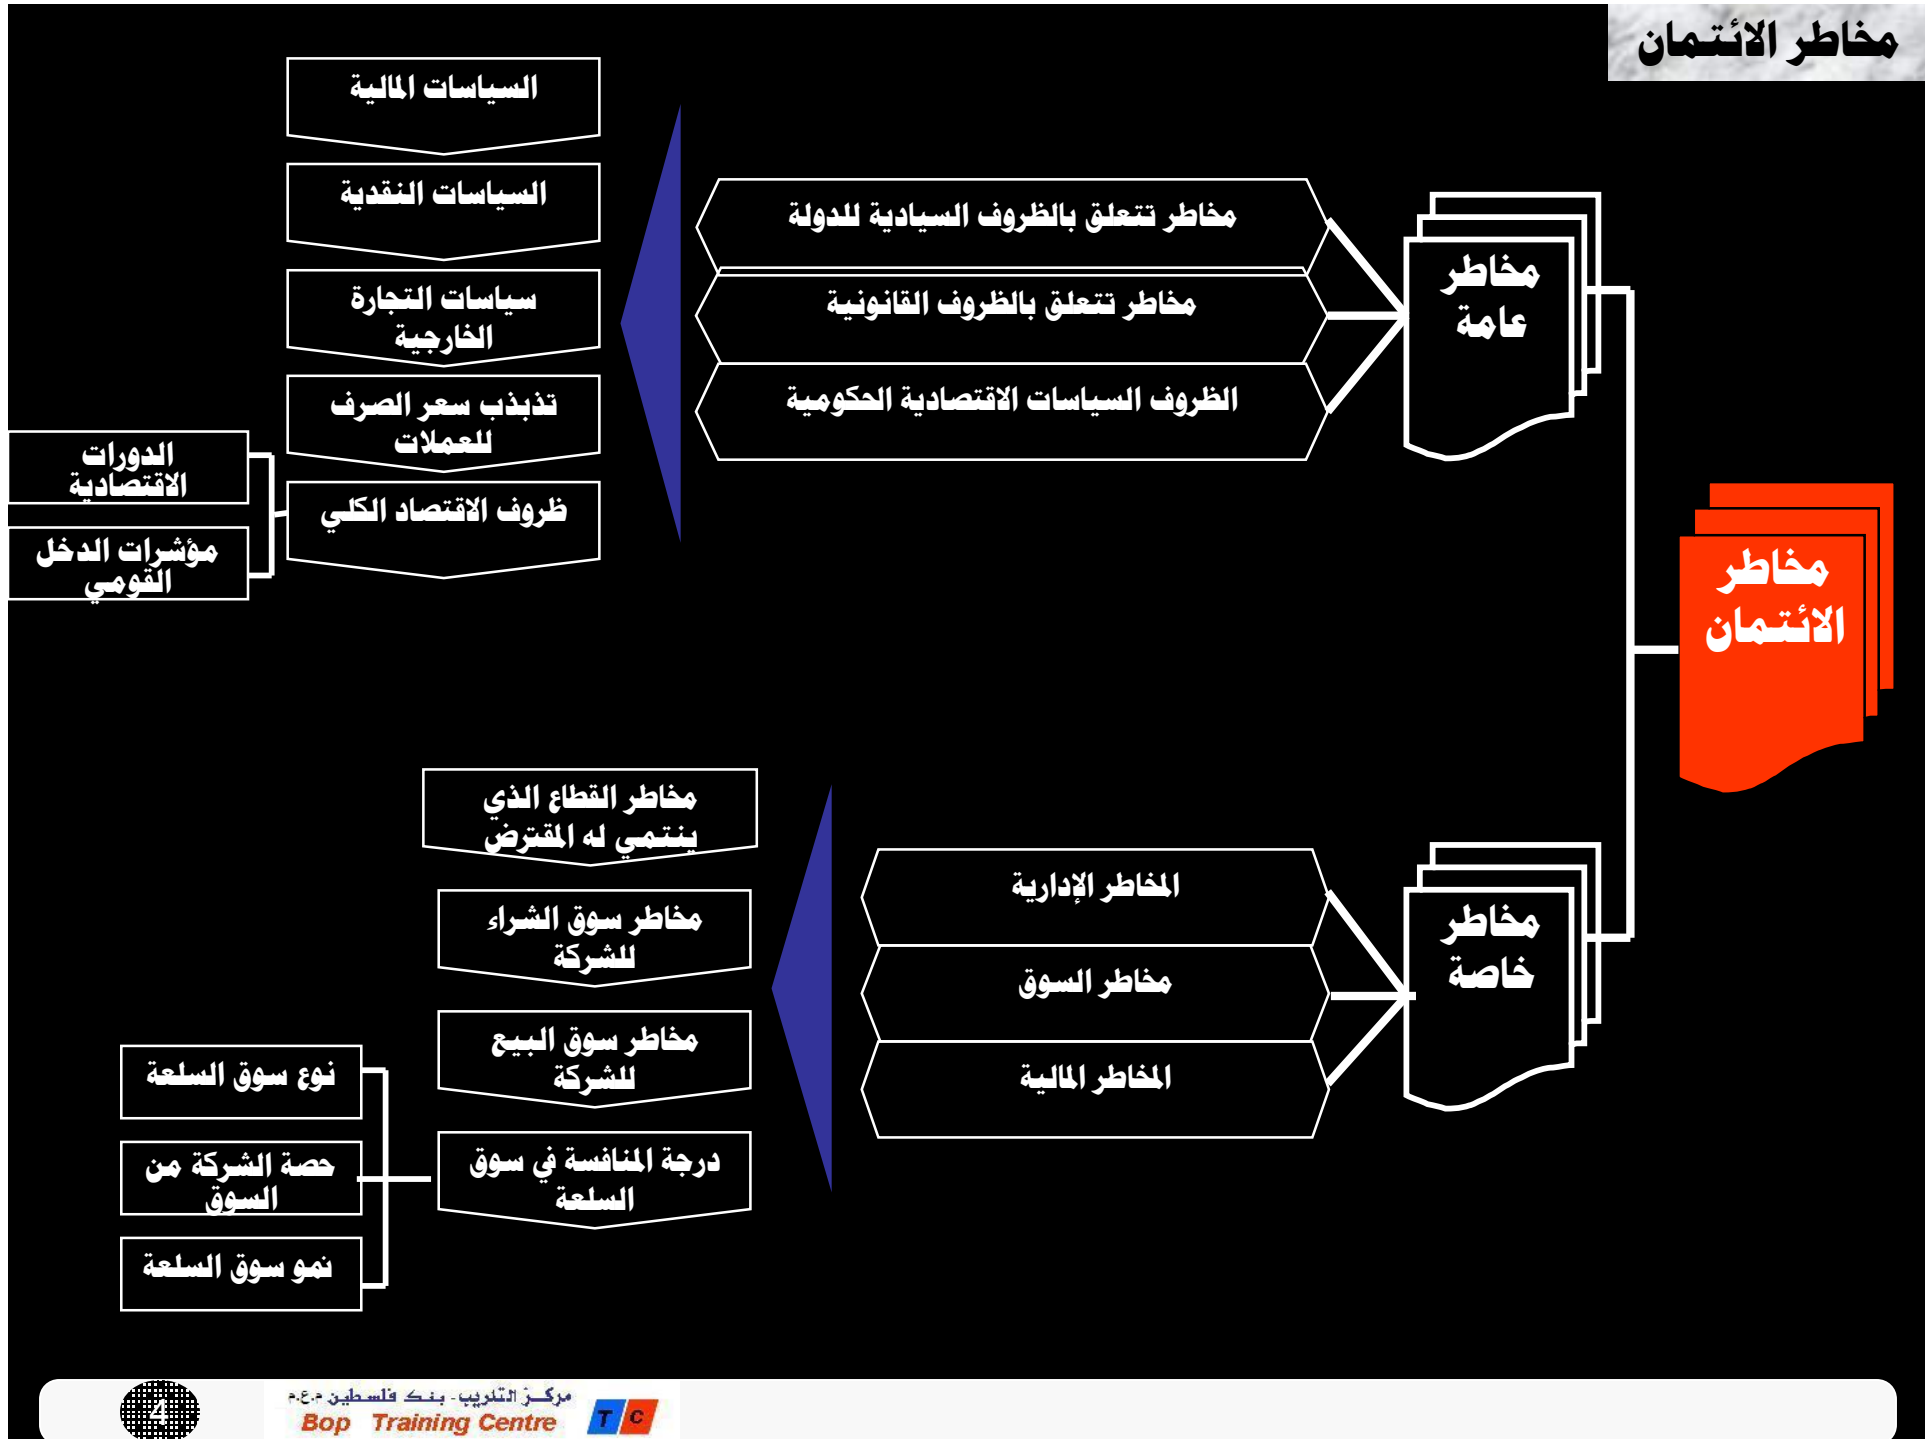 مخاطر الائتمان
مخاطر
الائتمان
مخاطر
عامة
مخاطر تتعلق بالظروف السيادية للدولة
مخاطر تتعلق بالظروف القانونية
الظروف السياسات الاقتصادية الحكومية
السياسات المالية
السياسات النقدية
سياسات التجارة
الخارجية
تذبذب سعر الصرف
للعملات
ظروف الاقتصاد الكلي
الدورات
الاقتصادية
مؤشرات الدخل
القومي
مخاطر
خاصة
المخاطر الإدارية
مخاطر السوق
المخاطر المالية
مخاطر القطاع الذي
ينتمي له المقترض
مخاطر سوق الشراء
للشركة
مخاطر سوق البيع
للشركة
درجة المنافسة في سوق
السلعة
نوع سوق السلعة
حصة الشركة من
السوق
نمو سوق السلعة
4
مركز التدريب - بنك فلسطين م.ع.م
Bop Training Centre
T C